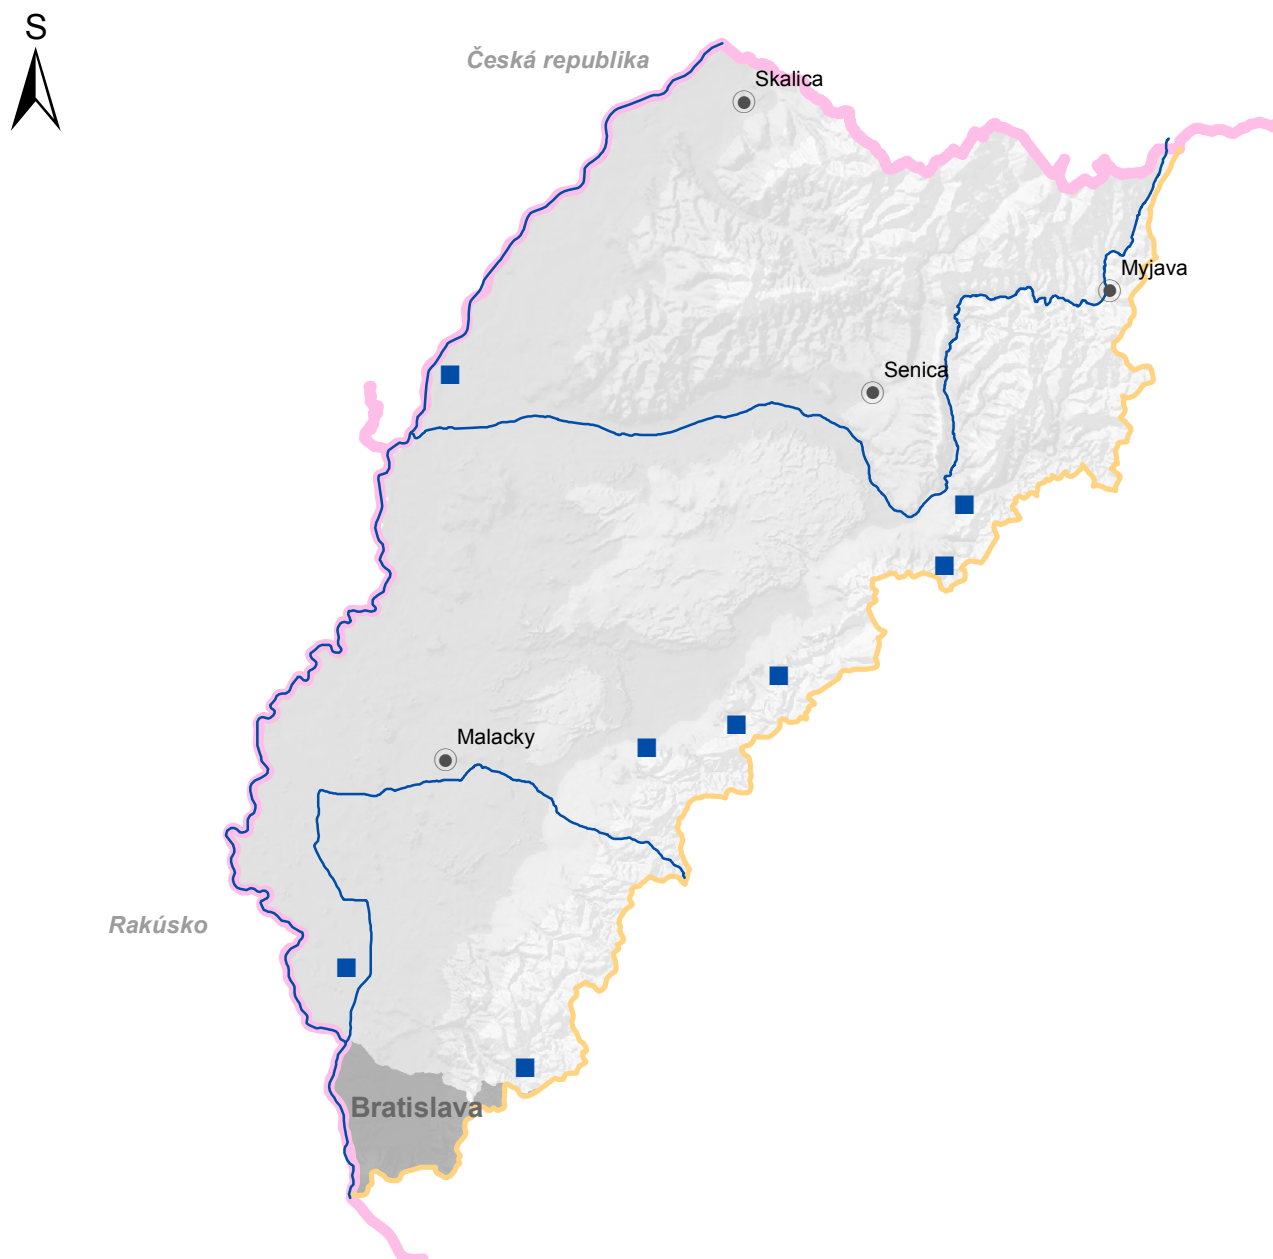 S
Česká republika
Skalica
Myjava
Senica
Malacky
Rakúsko
Bratislava